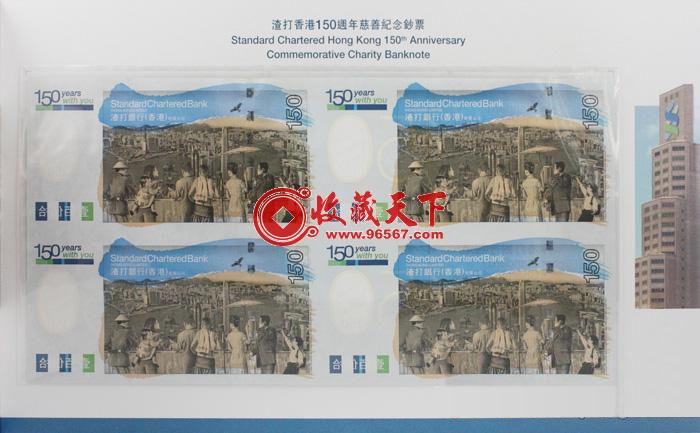 渣打香港150週年慈善紀念鈔票
Standard Chartered Hong Kong 150th Anniversary
Commemorative Charity Banknote
150 years
with you
Standard Chartered Bank
渣打銀行(香港)
150
150 years
with you
Standard Chartered Bank
渣打銀行(香港)
150
收藏天下
www.96567.com
150 years
with you
Standard Chartered Bank
渣打銀行(香港)
150
150 years
with you
Standard Chartered Bank
渣打銀行(香港)
150